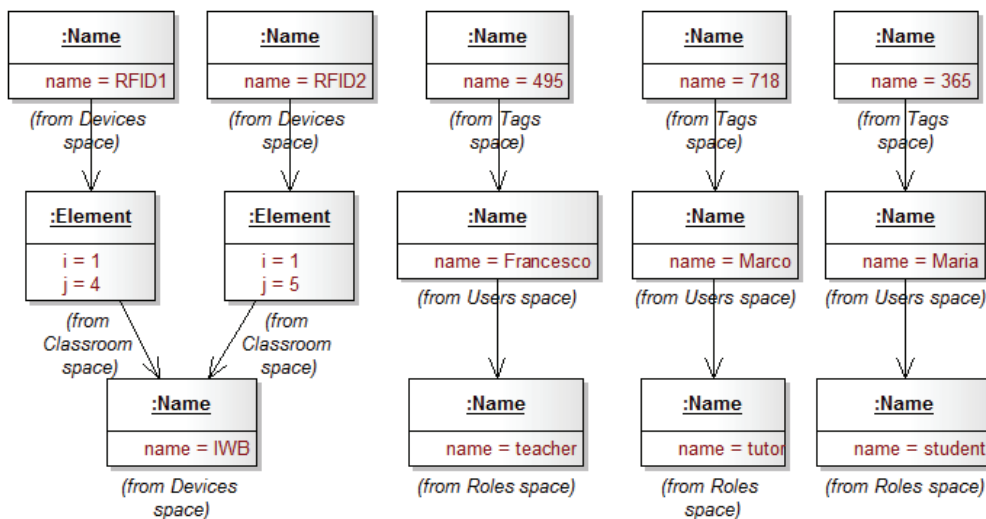 :Name
name = RFID1
(from Devices
space)
:Name
name = RFID2
(from Devices
space)
:Name
name = 495
(from Tags
space)
:Name
name = 718
(from Tags
space)
:Name
name = 365
(from Tags
space)
:Element
i = 1
j = 4
(from
Classroom
space)
:Element
i = 1
j = 5
(from
Classroom
space)
:Name
name = Francesco
(from Users space)
:Name
name = Marco
(from Users space)
:Name
name = Maria
(from Users space)
:Name
name = IWB
(from Devices
space)
:Name
name = teacher
(from Roles space)
:Name
name = tutor
(from Roles
space)
:Name
name = student
(from Roles space)